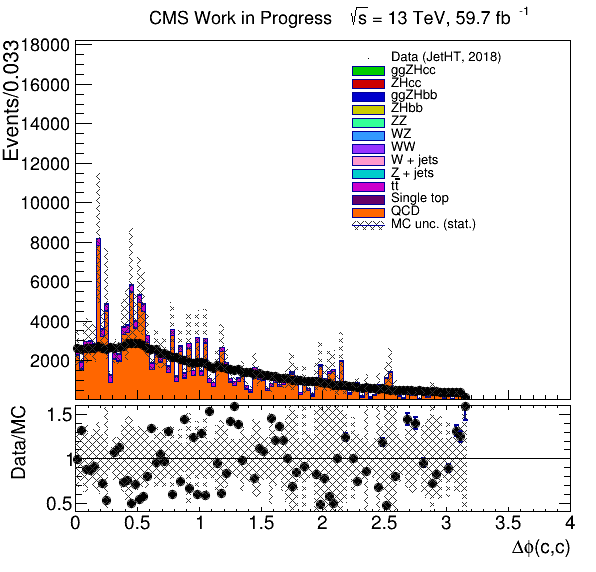 CMS Work in Progress √s = 13 TeV, 59.7 fb⁻¹
Events/0.033
18000
16000
14000
12000
10000
8000
6000
4000
2000
Data (JetHT, 2018)
ggZHcc
ZHcc
ggZHbb
ZHbb
ZZ
WZ
WW
W + jets
Z + jets
tt̅
Single top
QCD
MC unc. (stat.)
Data/MC
1.5
1
0.5
0 0.5 1 1.5 2 2.5 3 3.5 4
Δϕ(c,c)